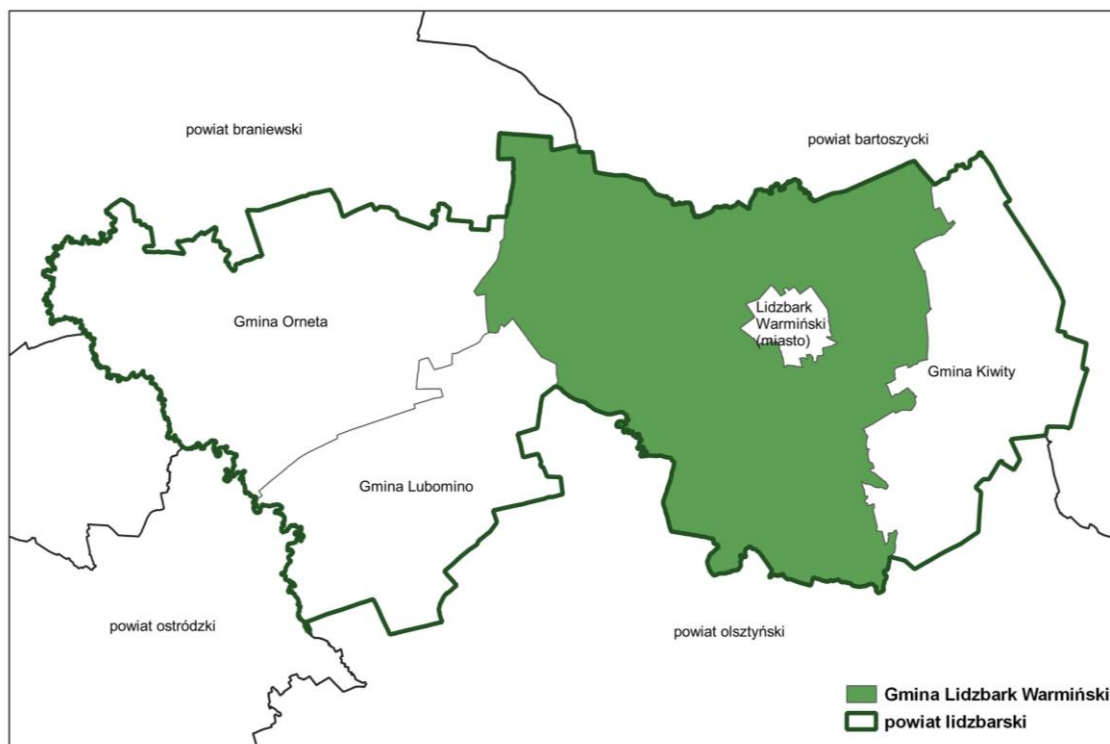 powiat braniewski
powiat bartoszycki
Gmina Orneta
Lidzbark
Warmiński
(miasto)
Gmina Kiwity
Gmina Lubomino
powiat ostródzki
powiat olsztyński
Gmina Lidzbark Warmiński
powiat lidzbarski